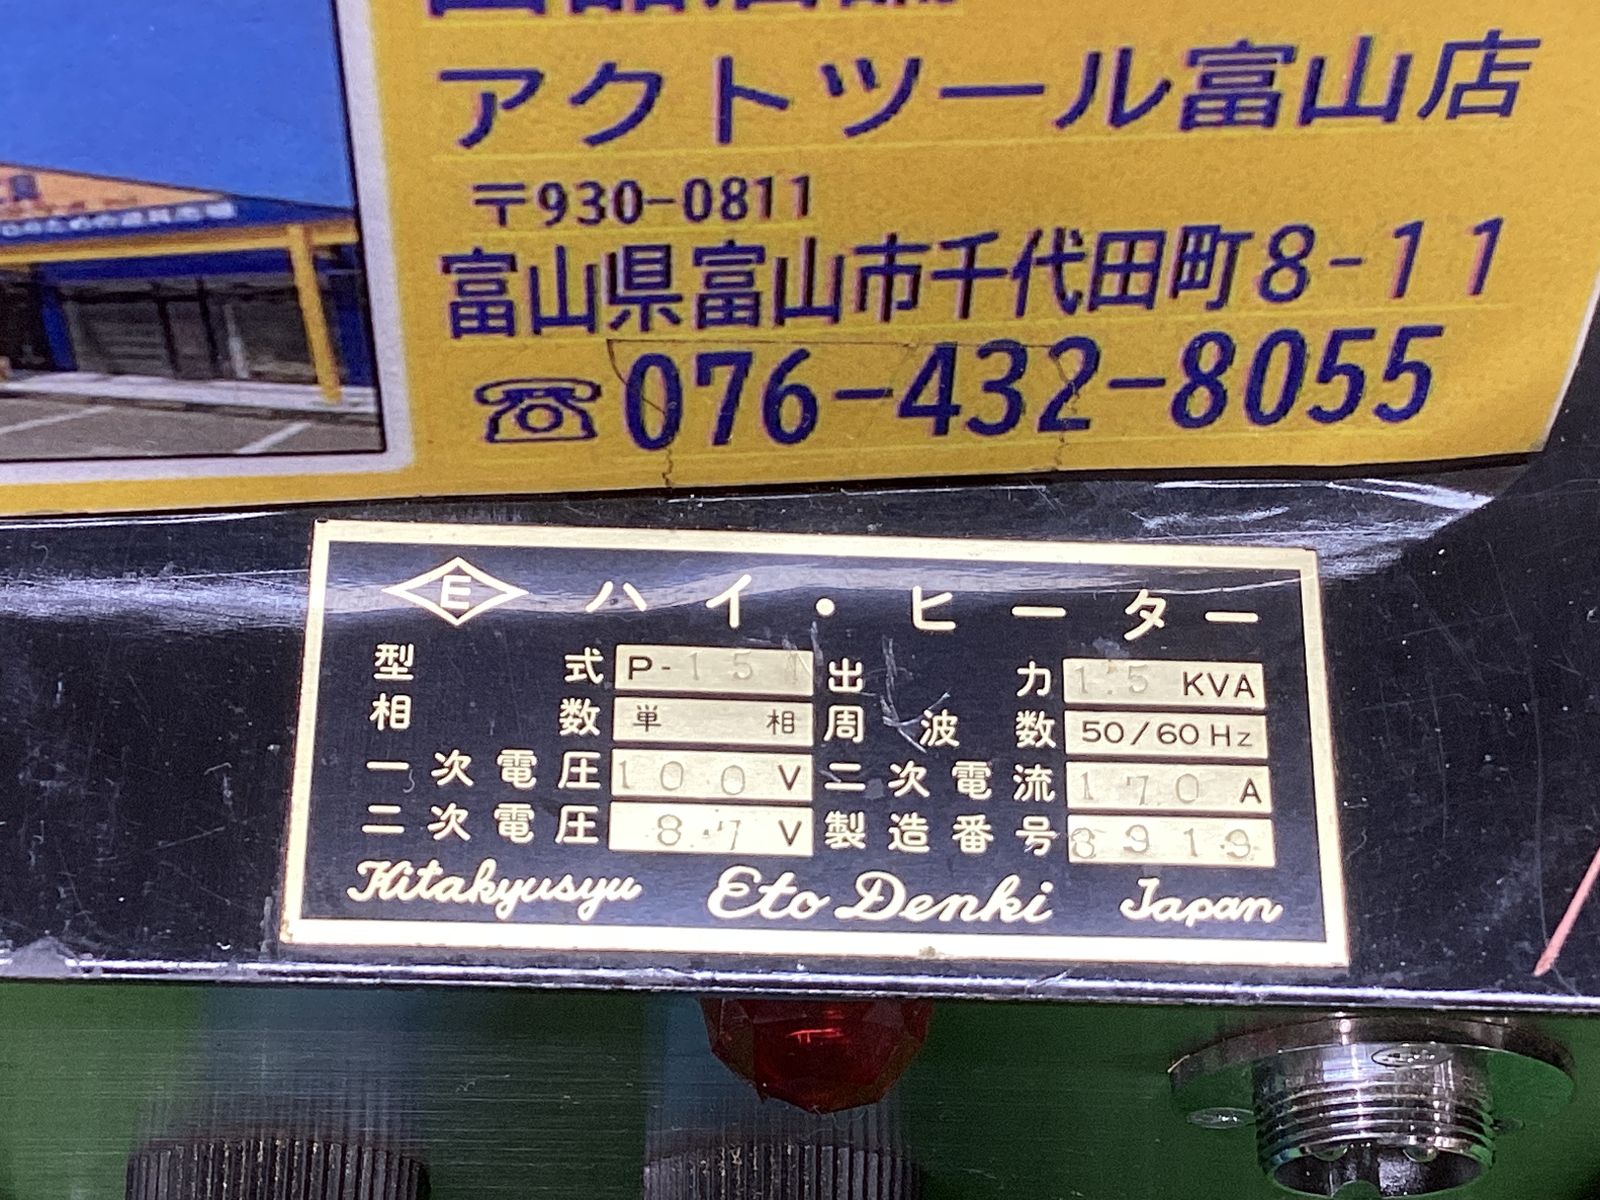 アクトツール富山店
〒930-0811
富山県富山市千代田町8-11
☎076-432-8055
E ハイ・ヒーター
型式 P-151 出力 1.5 KVA
相数 単相 周波数 50/60Hz
一次電圧 100 V 二次電流 170 A
二次電圧 8.7 V 製造番号 8919
Kitakyusyu Eto Denki Japan